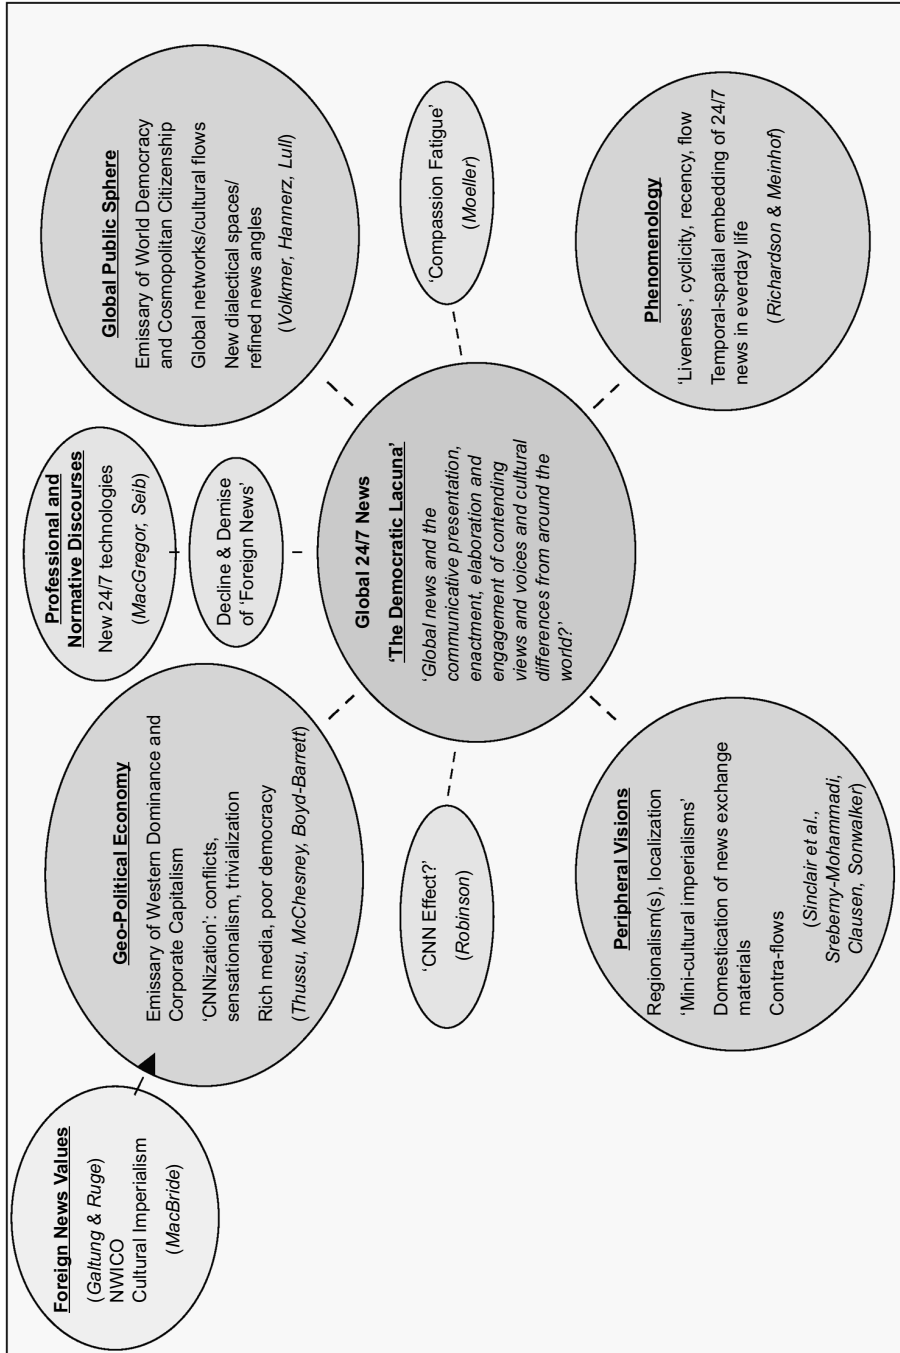 Foreign News Values
(Galtung & Ruge)
NWICO
Cultural Imperialism
(MacBride)
Geo-Political Economy
Emissary of Western Dominance and
Corporate Capitalism
‘CNNization’: conflicts,
sensationalism, trivialization
Rich media, poor democracy
(Thussu, McChesney, Boyd-Barrett)
Professional and
Normative Discourses
New 24/7 technologies
(MacGregor, Seib)
Decline & Demise
of ‘Foreign News’
Global Public Sphere
Emissary of World Democracy
and Cosmopolitan Citizenship
Global networks/cultural flows
New dialectical spaces/
refined news angles
(Volkmer, Hannerz, Lull)
‘CNN Effect?’
(Robinson)
Global 24/7 News
‘The Democratic Lacuna’
‘Global news and the
communicative presentation,
enactment, elaboration and
engagement of contending
views and voices and cultural
differences from around the
world?’
‘Compassion Fatigue’
(Moeller)
Peripheral Visions
Regionalism(s), localization
‘Mini-cultural imperialisms’
Domestication of news exchange
materials
Contra-flows
(Sinclair et al.,
Sreberny-Mohammadi,
Clausen, Sonwalker)
Phenomenology
‘Liveness’, cyclicity, recency, flow
Temporal-spatial embedding of 24/7
news in everday life
(Richardson & Meinhof)